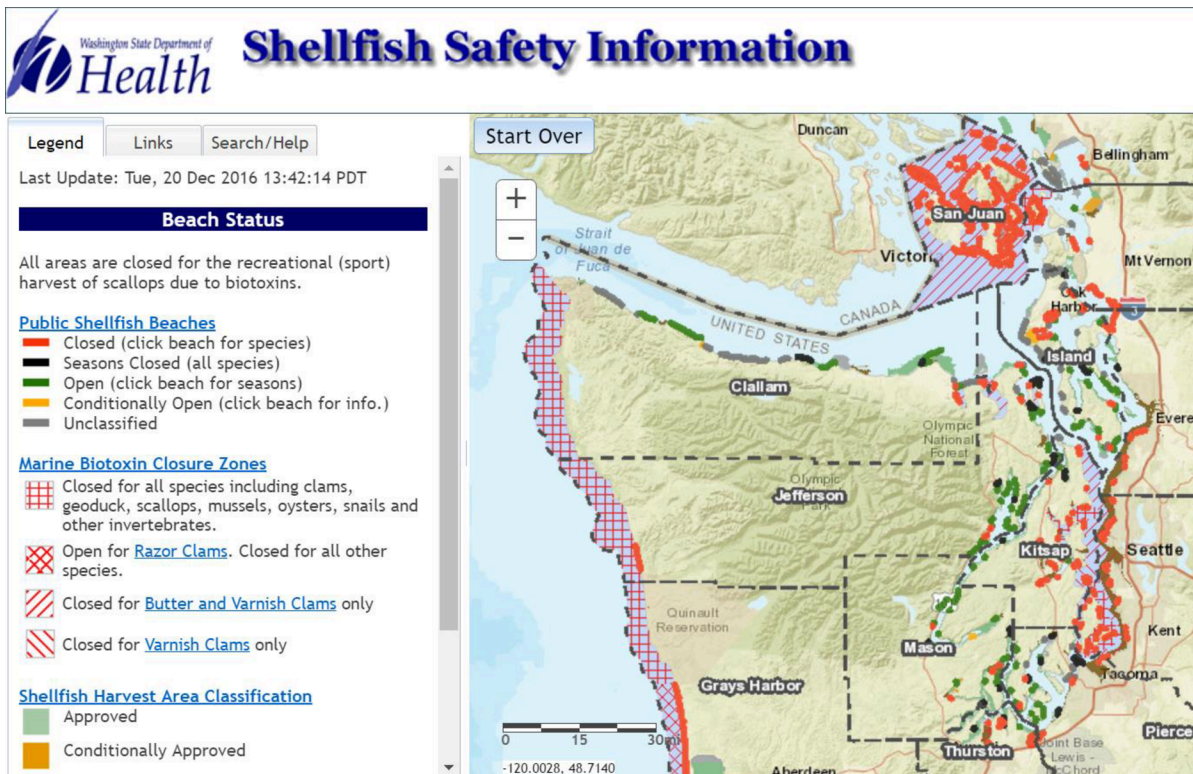 Washington State Department of
Health
Shellfish Safety Information
Legend
Links
Search/Help
Last Update: Tue, 20 Dec 2016 13:42:14 PDT
Beach Status
All areas are closed for the recreational (sport)
harvest of scallops due to biotoxins.
Public Shellfish Beaches
Closed (click beach for species)
Seasons Closed (all species)
Open (click beach for seasons)
Conditionally Open (click beach for info.)
Unclassified
Marine Biotoxin Closure Zones
Closed for all species including clams,
geoduck, scallops, mussels, oysters, snails and
other invertebrates.
Open for Razor Clams. Closed for all other
species.
Closed for Butter and Varnish Clams only
Closed for Varnish Clams only
Shellfish Harvest Area Classification
Approved
Conditionally Approved
Start Over
+
−
Duncan
Bellingham
San Juan
Strait
of Juan de
Fuca
Victoria
Mt Vernon
Oak
Harbor
CANADA
UNITED STATES
Island
Clallam
Evere
Olympic
National
Forest
Olympic
Park
Jefferson
Kitsap
Seattle
Quinault
Reservation
Kent
Mason
Tacoma
Grays Harbor
Pierce
0 15 30mi
Thurston
Joint Base
Lewis -
McChord
-120.0028, 48.7140
Aberdeen